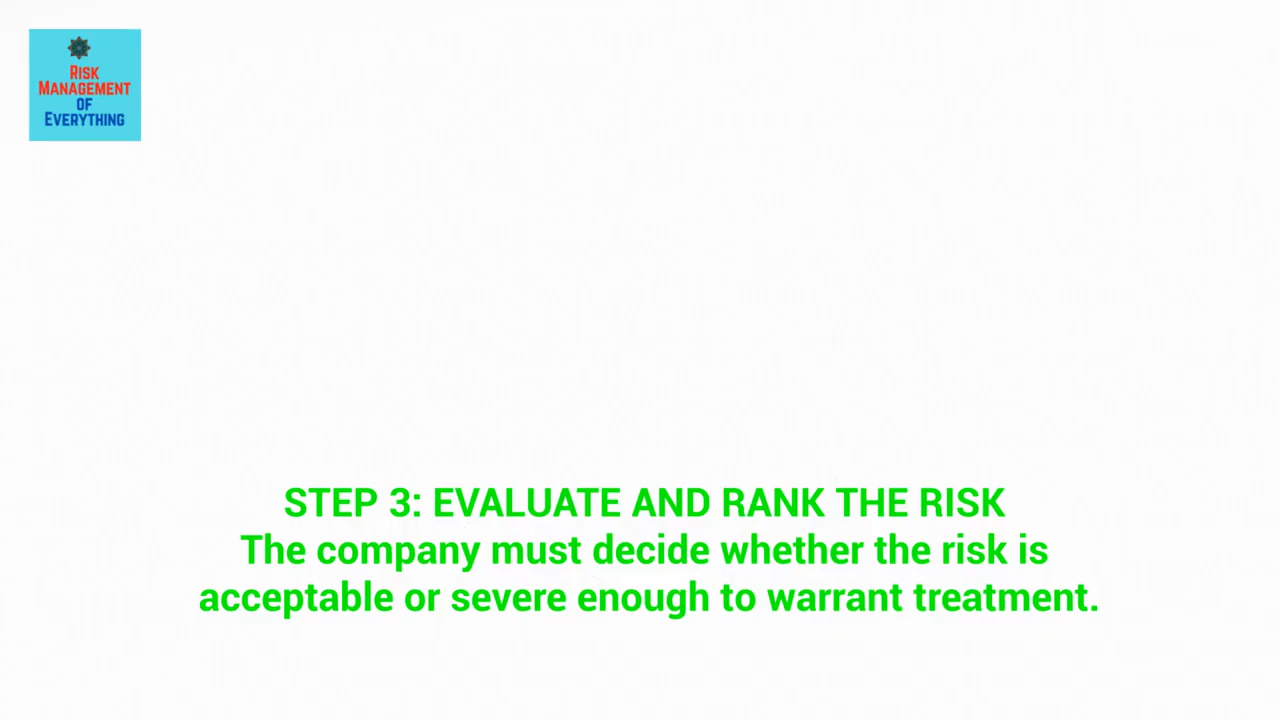 RISK
MANAGEMENT
OF
EVERYTHING
STEP 3: EVALUATE AND RANK THE RISK
The company must decide whether the risk is
acceptable or severe enough to warrant treatment.